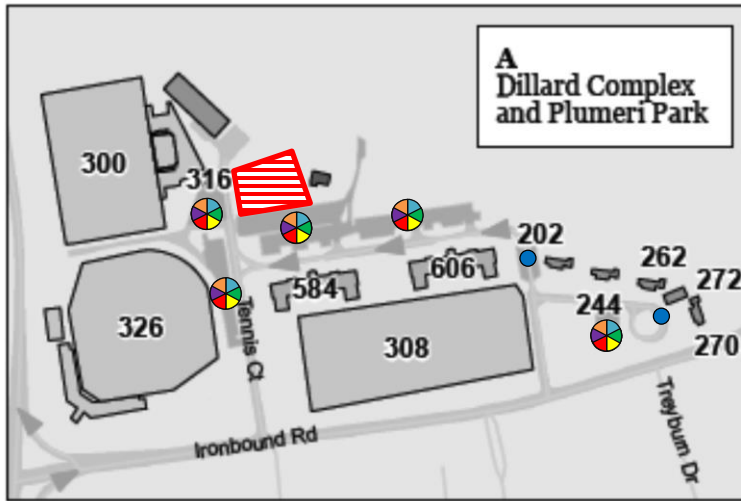 A
Dillard Complex
and Plumeri Park
300
316
202
262
272
606
584
244
326
308
270
Tennis Ct
Ironbound Rd
Treyburn Dr